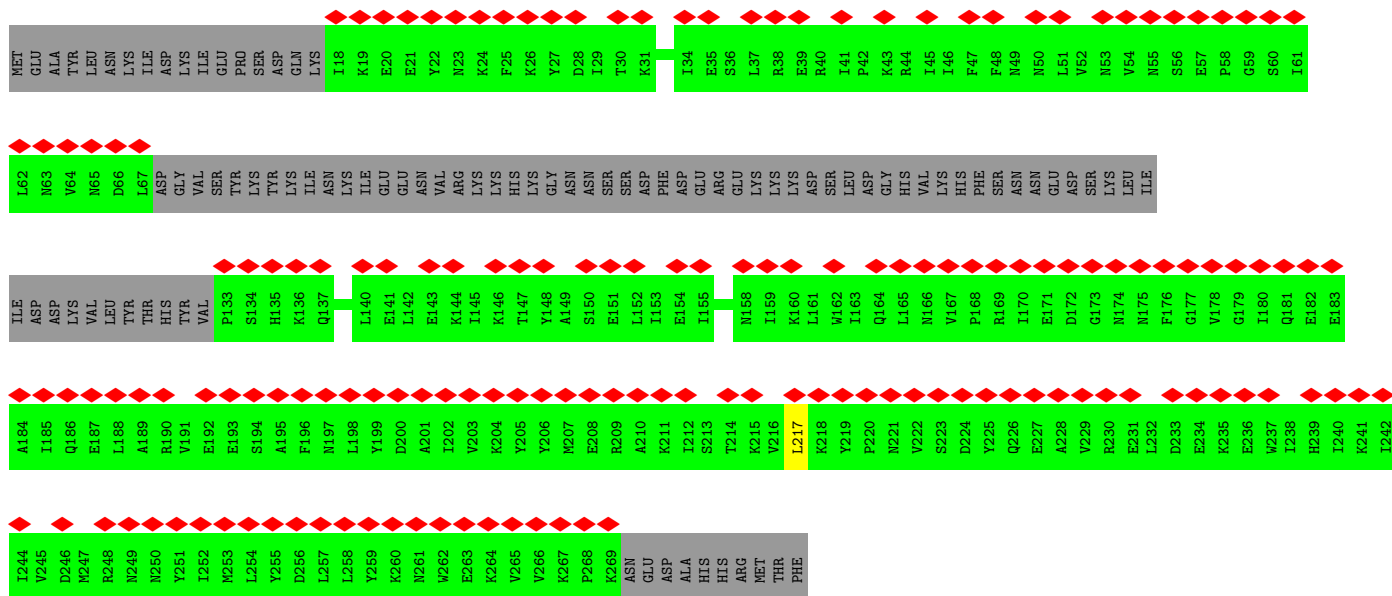 MET GLU ALA TYR LEU ASN LYS ILE ASP LYS ILE GLU PRO SER ASP GLN LYS I18 K19 E20 E21 Y22 N23 K24 F25 K26 Y27 D28 I29 T30 K31 I34 E35 S36 L37 R38 E39 R40 I41 P42 K43 R44 I45 I46 F47 F48 N49 N50 L51 V52 N53 V54 N55 S56 E57 P58 G59 S60 I61
L62 N63 V64 N65 D66 L67 ASP GLY VAL SER TYR LYS TYR LYS ILE ASN LYS ILE GLU GLU ASN VAL ARG LYS LYS HIS LYS GLY ASN ASN SER SER ASP PHE ASP GLU ARG GLU LYS LYS LYS ASP SER LEU ASP GLY HIS VAL LYS HIS PHE SER ASN ASN GLU ASP SER LYS LEU ILE
ILE ASP ASP LYS VAL LEU TYR THR HIS TYR VAL P133 S134 H135 K136 Q137 L140 E141 L142 E143 K144 I145 K146 T147 Y148 A149 S150 E151 L152 I153 E154 I155 N158 I159 K160 L161 W162 I163 Q164 L165 N166 V167 P168 R169 I170 E171 D172 G173 N174 N175 F176 G177 V178 G179 I180 Q181 E182 E183
A184 I185 Q186 E187 L188 A189 R190 V191 E192 E193 S194 A195 F196 N197 L198 Y199 D200 A201 I202 V203 K204 Y205 Y206 M207 E208 R209 A210 K211 I212 S213 T214 K215 V216 L217 K218 Y219 P220 N221 V222 S223 D224 Y225 Q226 E227 A228 V229 R230 E231 L232 D233 E234 K235 E236 W237 I238 H239 I240 K241 I242
I244 V245 D246 M247 R248 N249 N250 Y251 I252 M253 L254 Y255 D256 L257 L258 Y259 K260 N261 W262 E263 K264 V265 V266 K267 P268 K269 ASN GLU ASP ALA HIS HIS ARG MET THR PHE